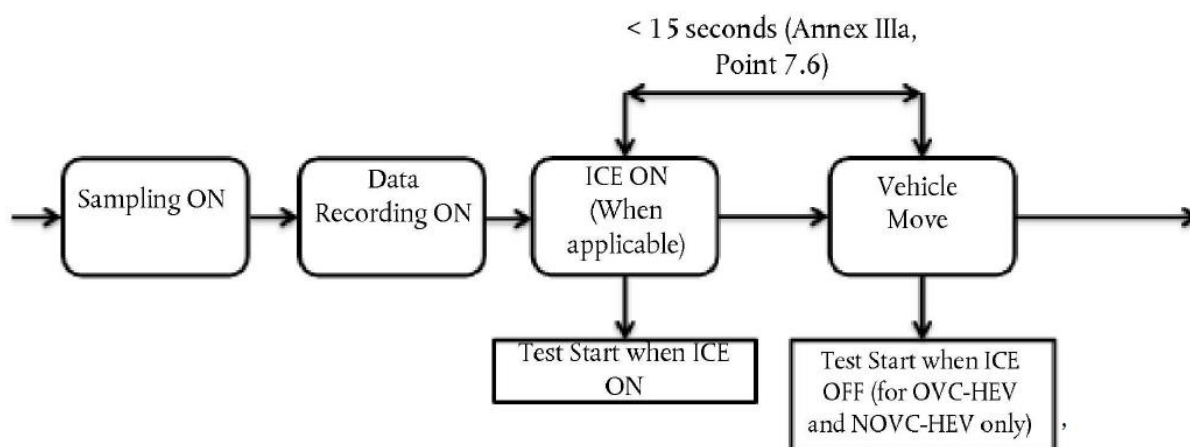 < 15 seconds (Annex IIIa,
Point 7.6)
Sampling ON
Data
Recording ON
ICE ON
(When
applicable)
Vehicle
Move
Test Start when ICE
ON
Test Start when ICE
OFF (for OVC-HEV
and NOVC-HEV only)
,